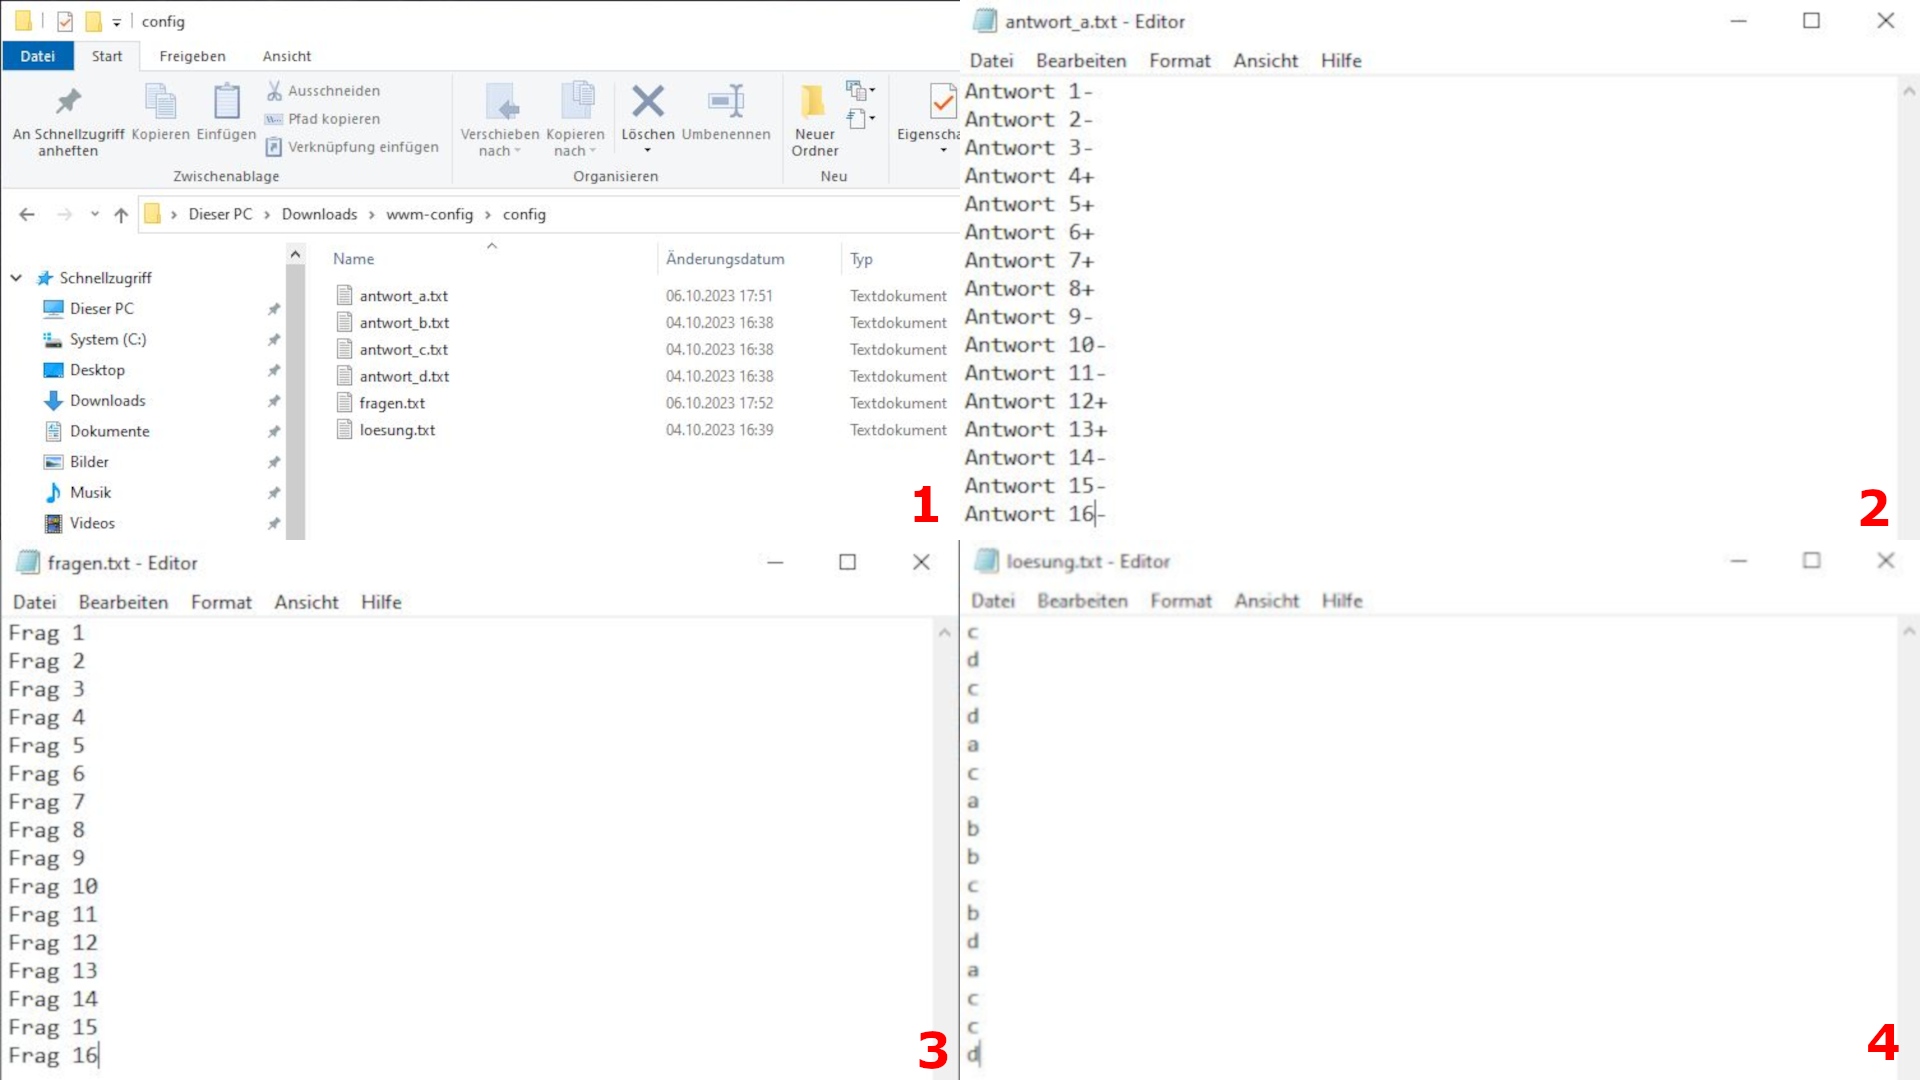 config
Datei Start Freigeben Ansicht
An Schnellzugriff anheften
Kopieren
Einfügen
Ausschneiden
Pfad kopieren
Verknüpfung einfügen
Zwischenablage
Verschieben nach
Kopieren nach
Löschen
Umbenennen
Organisieren
Neuer Ordner
Neu
Eigenscha
Dieser PC > Downloads > wwm-config > config
Schnellzugriff
Dieser PC
System (C:)
Desktop
Downloads
Dokumente
Bilder
Musik
Videos
Name Änderungsdatum Typ
antwort_a.txt 06.10.2023 17:51 Textdokument
antwort_b.txt 04.10.2023 16:38 Textdokument
antwort_c.txt 04.10.2023 16:38 Textdokument
antwort_d.txt 04.10.2023 16:38 Textdokument
fragen.txt 06.10.2023 17:52 Textdokument
loesung.txt 04.10.2023 16:39 Textdokument
1
antwort_a.txt - Editor
Datei Bearbeiten Format Ansicht Hilfe
Antwort 1-
Antwort 2-
Antwort 3-
Antwort 4+
Antwort 5+
Antwort 6+
Antwort 7+
Antwort 8+
Antwort 9-
Antwort 10-
Antwort 11-
Antwort 12+
Antwort 13+
Antwort 14-
Antwort 15-
Antwort 16-
2
fragen.txt - Editor
Datei Bearbeiten Format Ansicht Hilfe
Frag 1
Frag 2
Frag 3
Frag 4
Frag 5
Frag 6
Frag 7
Frag 8
Frag 9
Frag 10
Frag 11
Frag 12
Frag 13
Frag 14
Frag 15
Frag 16
3
loesung.txt - Editor
Datei Bearbeiten Format Ansicht Hilfe
c
d
c
d
a
c
a
b
b
c
b
d
a
c
c
d
4